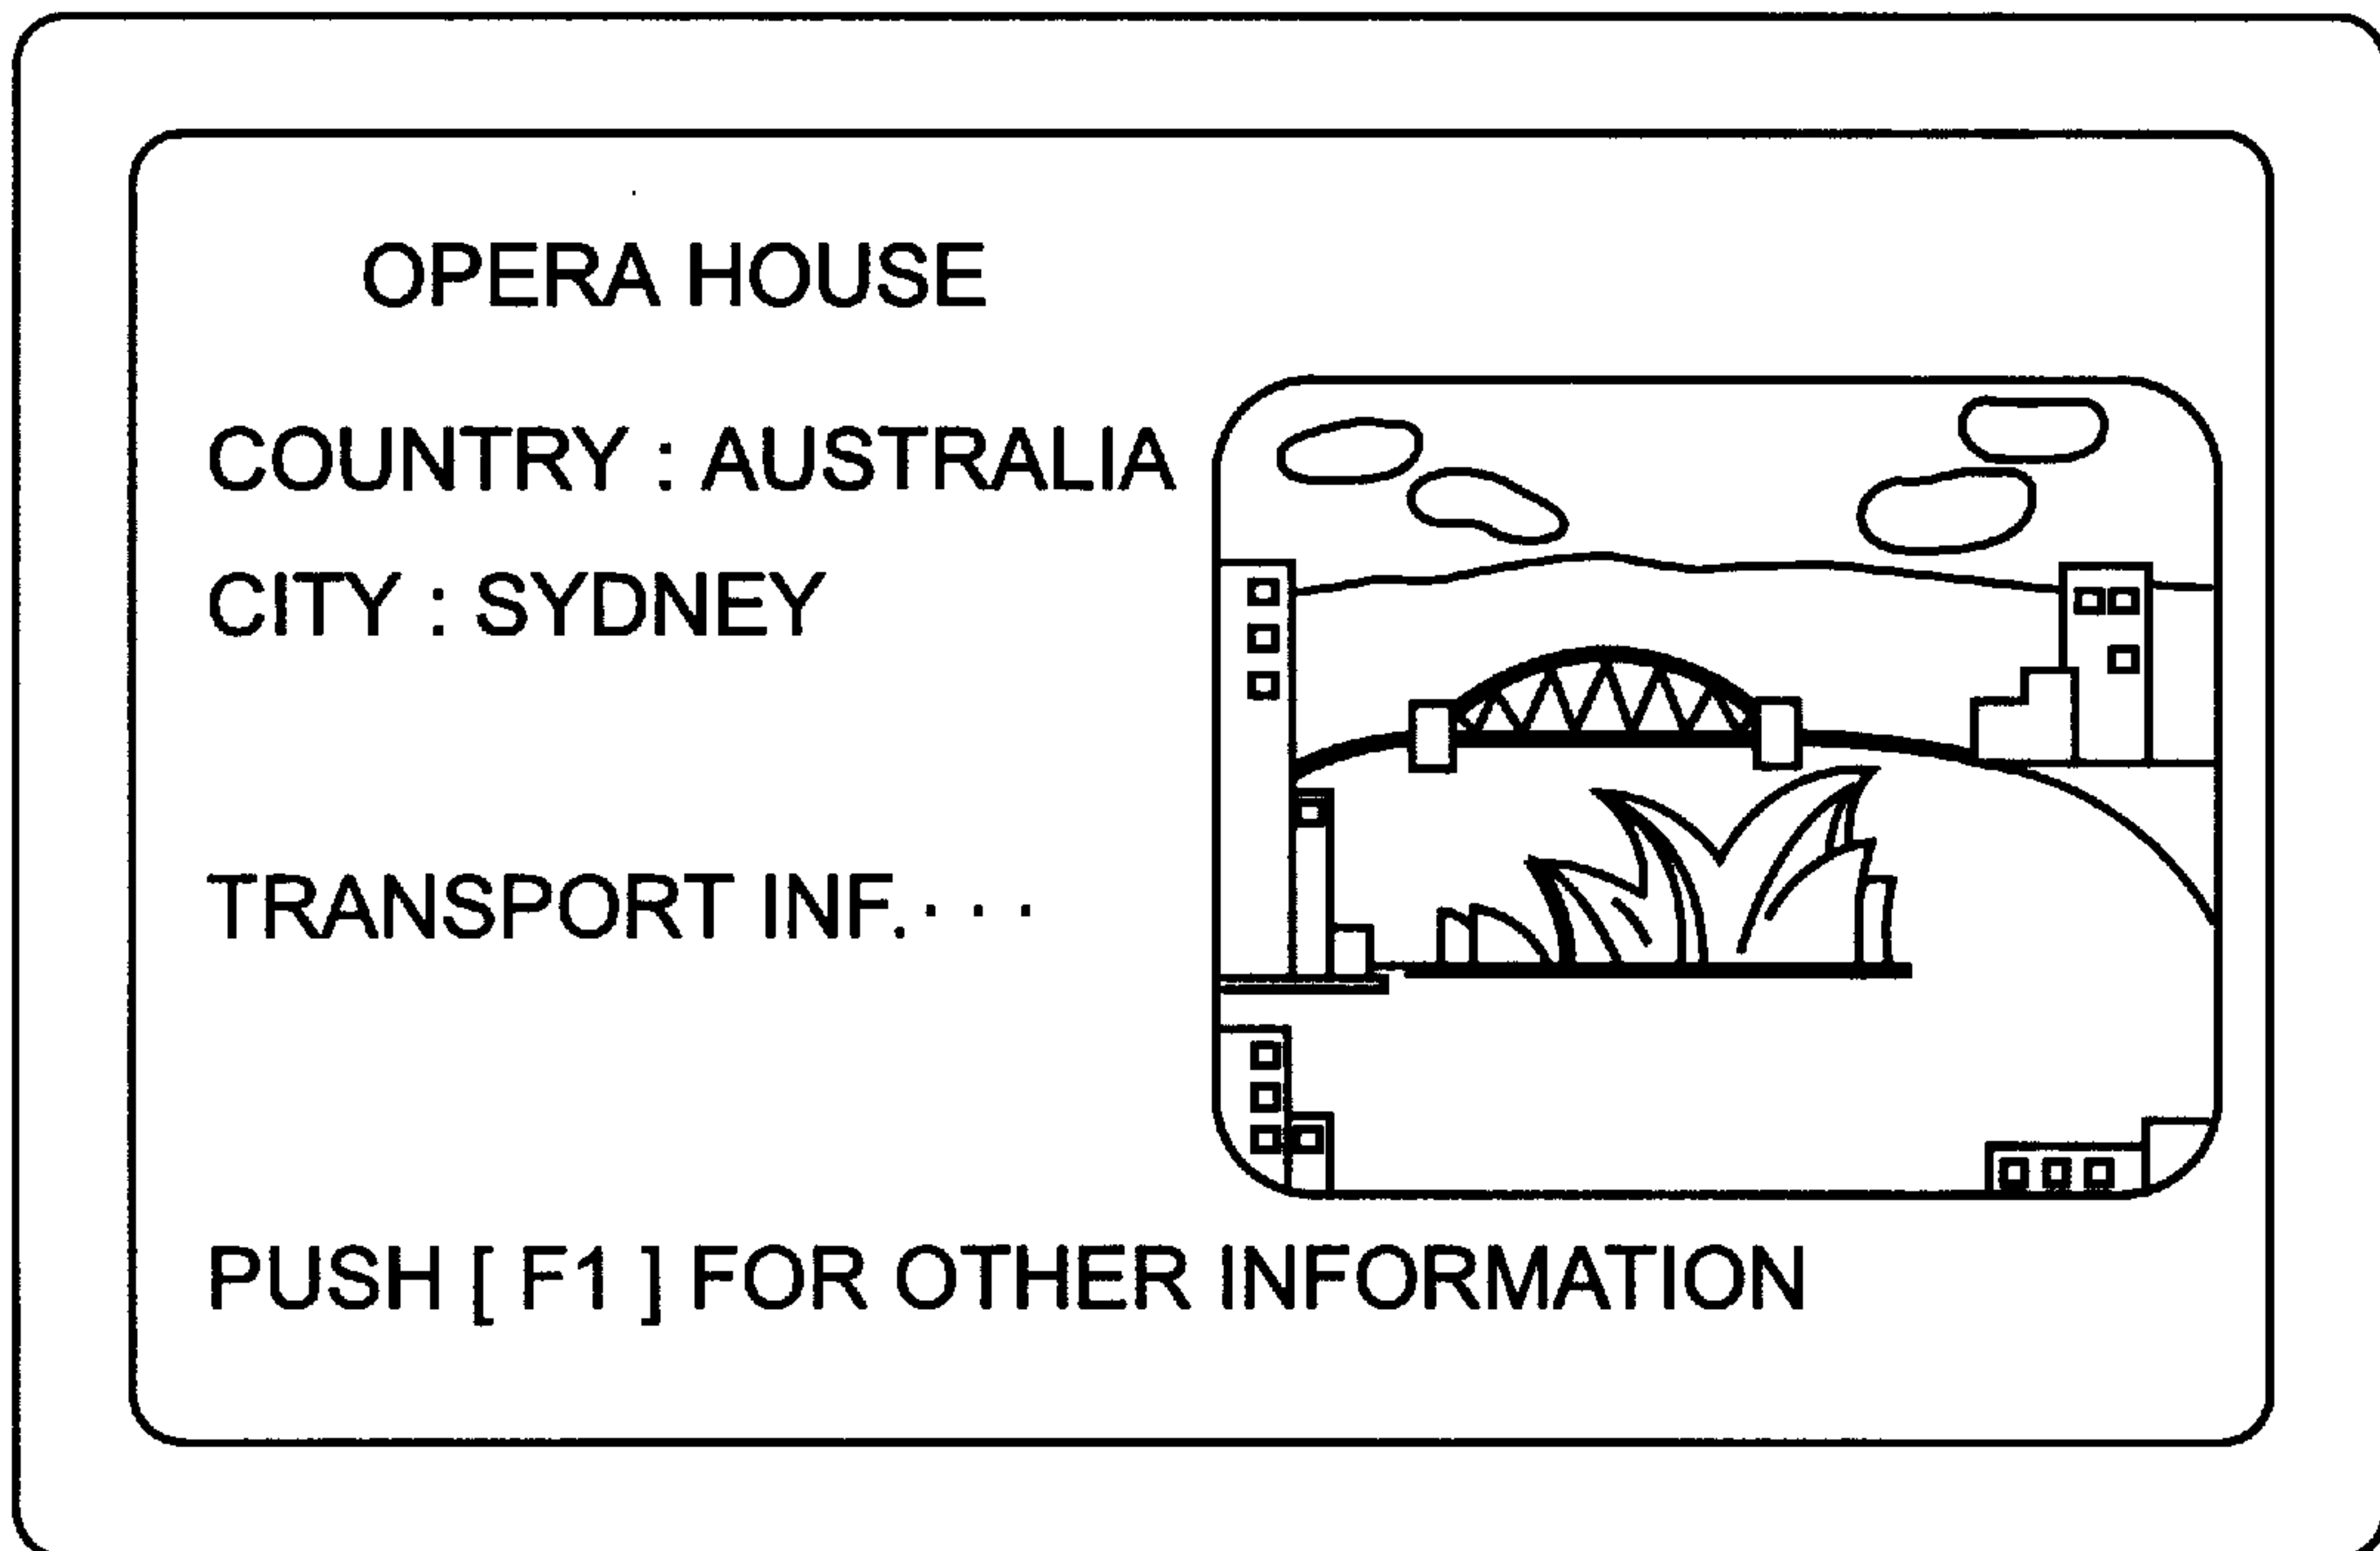 OPERA HOUSE
COUNTRY : AUSTRALIA
CITY : SYDNEY
TRANSPORT INF. · · ·
PUSH [ F1 ] FOR OTHER INFORMATION